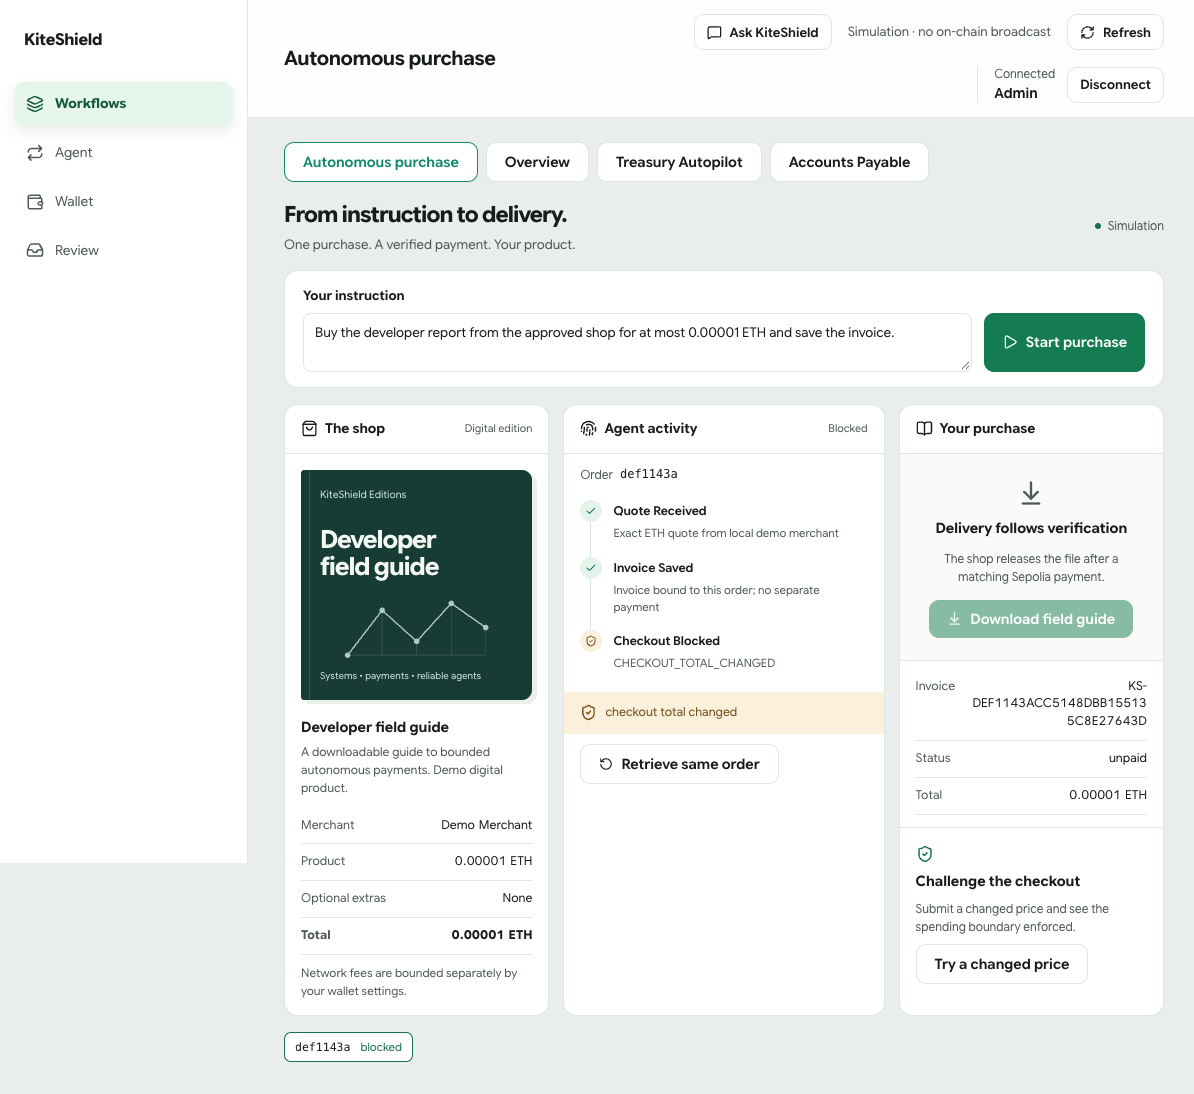 KiteShield
Workflows
Agent
Wallet
Review
Autonomous purchase
Ask KiteShield
Simulation · no on-chain broadcast
Refresh
Connected
Admin
Disconnect
Autonomous purchase
Overview
Treasury Autopilot
Accounts Payable
From instruction to delivery.
One purchase. A verified payment. Your product.
Simulation
Your instruction
Buy the developer report from the approved shop for at most 0.00001 ETH and save the invoice.
Start purchase
The shop
Digital edition
KiteShield Editions
Developer
field guide
Systems • payments • reliable agents
Developer field guide
A downloadable guide to bounded
autonomous payments. Demo digital
product.
Merchant Demo Merchant
Product 0.00001 ETH
Optional extras None
Total 0.00001 ETH
Network fees are bounded separately by
your wallet settings.
Agent activity
Blocked
Order def1143a
Quote Received
Exact ETH quote from local demo merchant
Invoice Saved
Invoice bound to this order; no separate
payment
Checkout Blocked
CHECKOUT_TOTAL_CHANGED
checkout total changed
Retrieve same order
Your purchase
Delivery follows verification
The shop releases the file after a
matching Sepolia payment.
Download field guide
Invoice KS-
DEF1143ACC5148DBB15513
5C8E27643D
Status unpaid
Total 0.00001 ETH
Challenge the checkout
Submit a changed price and see the
spending boundary enforced.
Try a changed price
def1143a blocked